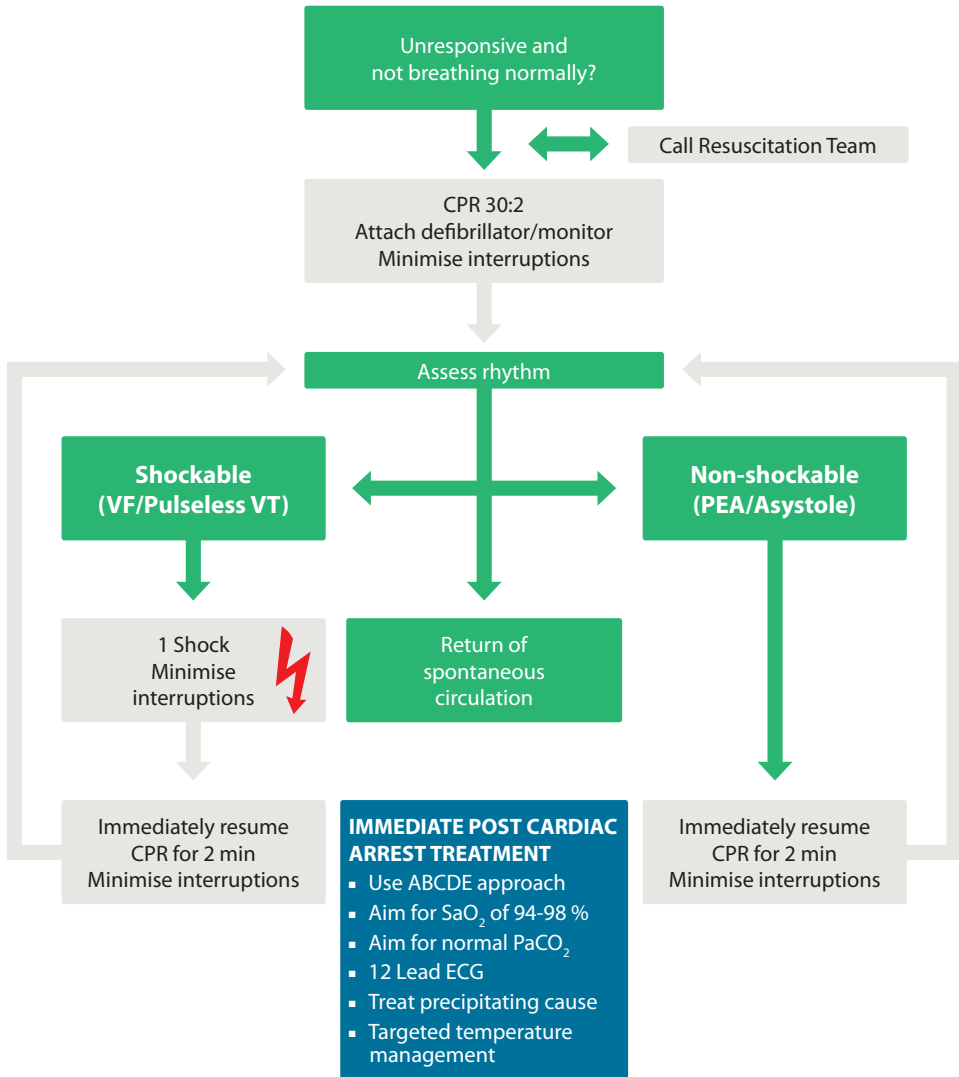 Unresponsive and
not breathing normally?
Call Resuscitation Team
CPR 30:2
Attach defibrillator/monitor
Minimise interruptions
Assess rhythm
Shockable
(VF/Pulseless VT)
Non-shockable
(PEA/Asystole)
1 Shock
Minimise
interruptions
Return of
spontaneous
circulation
Immediately resume
CPR for 2 min
Minimise interruptions
IMMEDIATE POST CARDIAC
ARREST TREATMENT
▪ Use ABCDE approach
▪ Aim for SaO₂ of 94-98 %
▪ Aim for normal PaCO₂
▪ 12 Lead ECG
▪ Treat precipitating cause
▪ Targeted temperature
management
Immediately resume
CPR for 2 min
Minimise interruptions